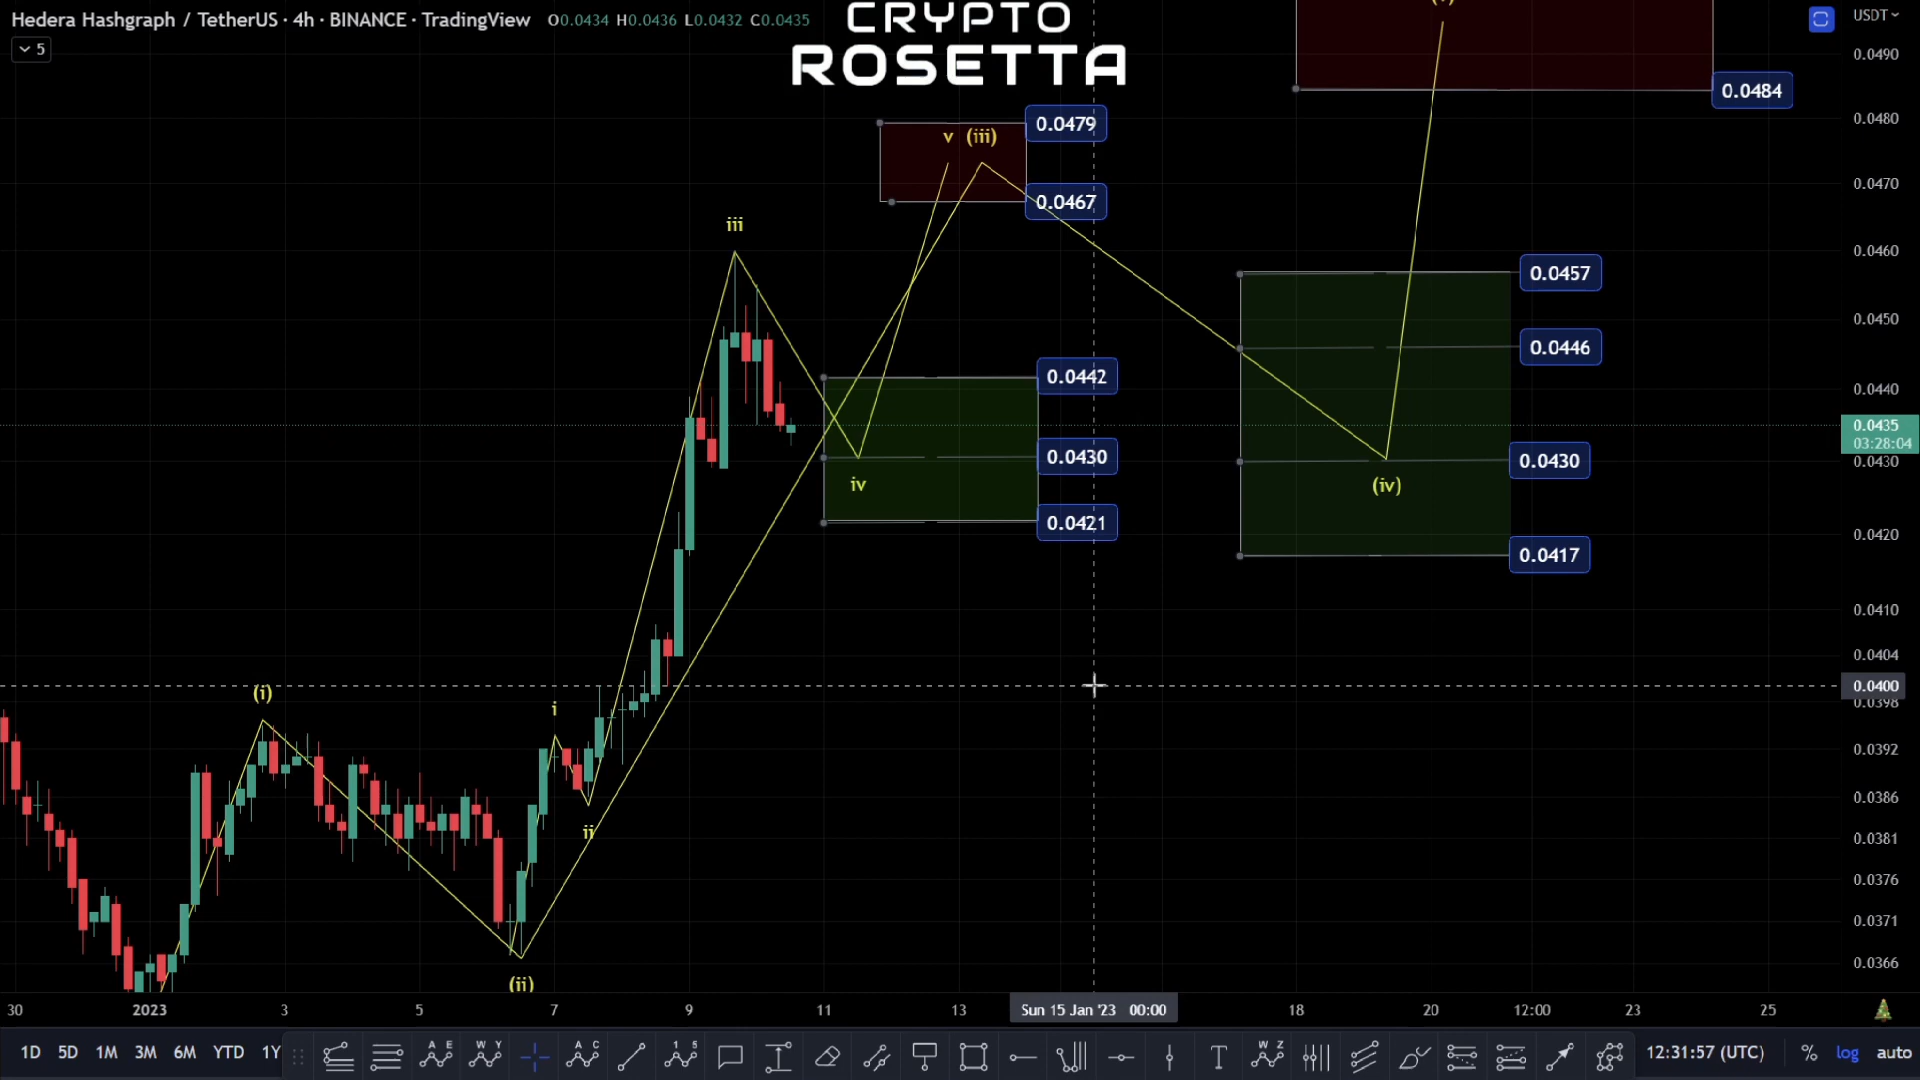 Hedera Hashgraph / TetherUS · 4h · BINANCE · TradingView O0.0434 H0.0436 L0.0432 C0.0435
5
CRYPTO
ROSETTA
USDT
0.0490
0.0484
0.0480
0.0479
v (iii)
0.0470
0.0467
iii
0.0460
0.0457
0.0450
0.0446
0.0442
0.0440
0.0435
03:28:04
0.0430
0.0430
0.0430
iv
(iv)
0.0421
0.0420
0.0417
0.0410
0.0404
(i)
0.0400
0.0398
i
0.0392
0.0386
ii
0.0381
0.0376
0.0371
0.0366
(ii)
30 2023 3 5 7 9 11 13 Sun 15 Jan '23 00:00 18 20 12:00 23 25
1D 5D 1M 3M 6M YTD 1Y A E W Y A C 1 5 T W Z 12:31:57 (UTC) % log auto